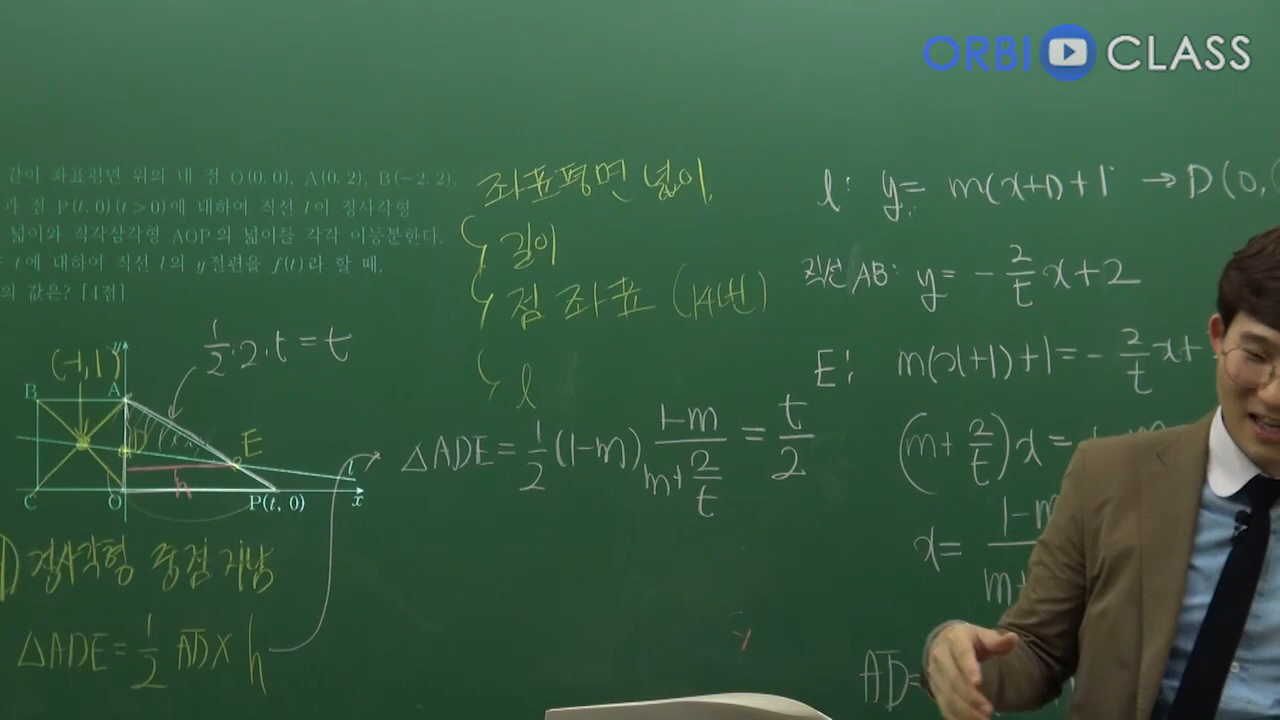 ORBI CLASS
같이 좌표평면 위의 네 점 O(0, 0), A(0, 2), B(-2, 2),
과 점 P(t, 0)(t>0)에 대하여 직선 l이 정사각형
넓이와 직각삼각형 AOP의 넓이를 각각 이등분한다.
t에 대하여 직선 l의 y절편을 f(t)라 할 때,
의 값은? [4점]
좌표평면 넓이.
길이
점 좌표 (14번)
l
½·2·t = t
(-1,1)
y
B A
D
E
h
l
C O P(t, 0) x
1) 정사각형 중점 지남
△ADE = ½ A̅D̅ × h
△ADE = ½(1-m) (1-m)/(m+2/t) = t/2
l: y = m(x+1)+1 → D(0,
직선 AB: y = -2/t x+2
E: m(x+1)+1 = -2/t x+
(m+2/t)x =
x = 1-m
m+
A̅D̅ =